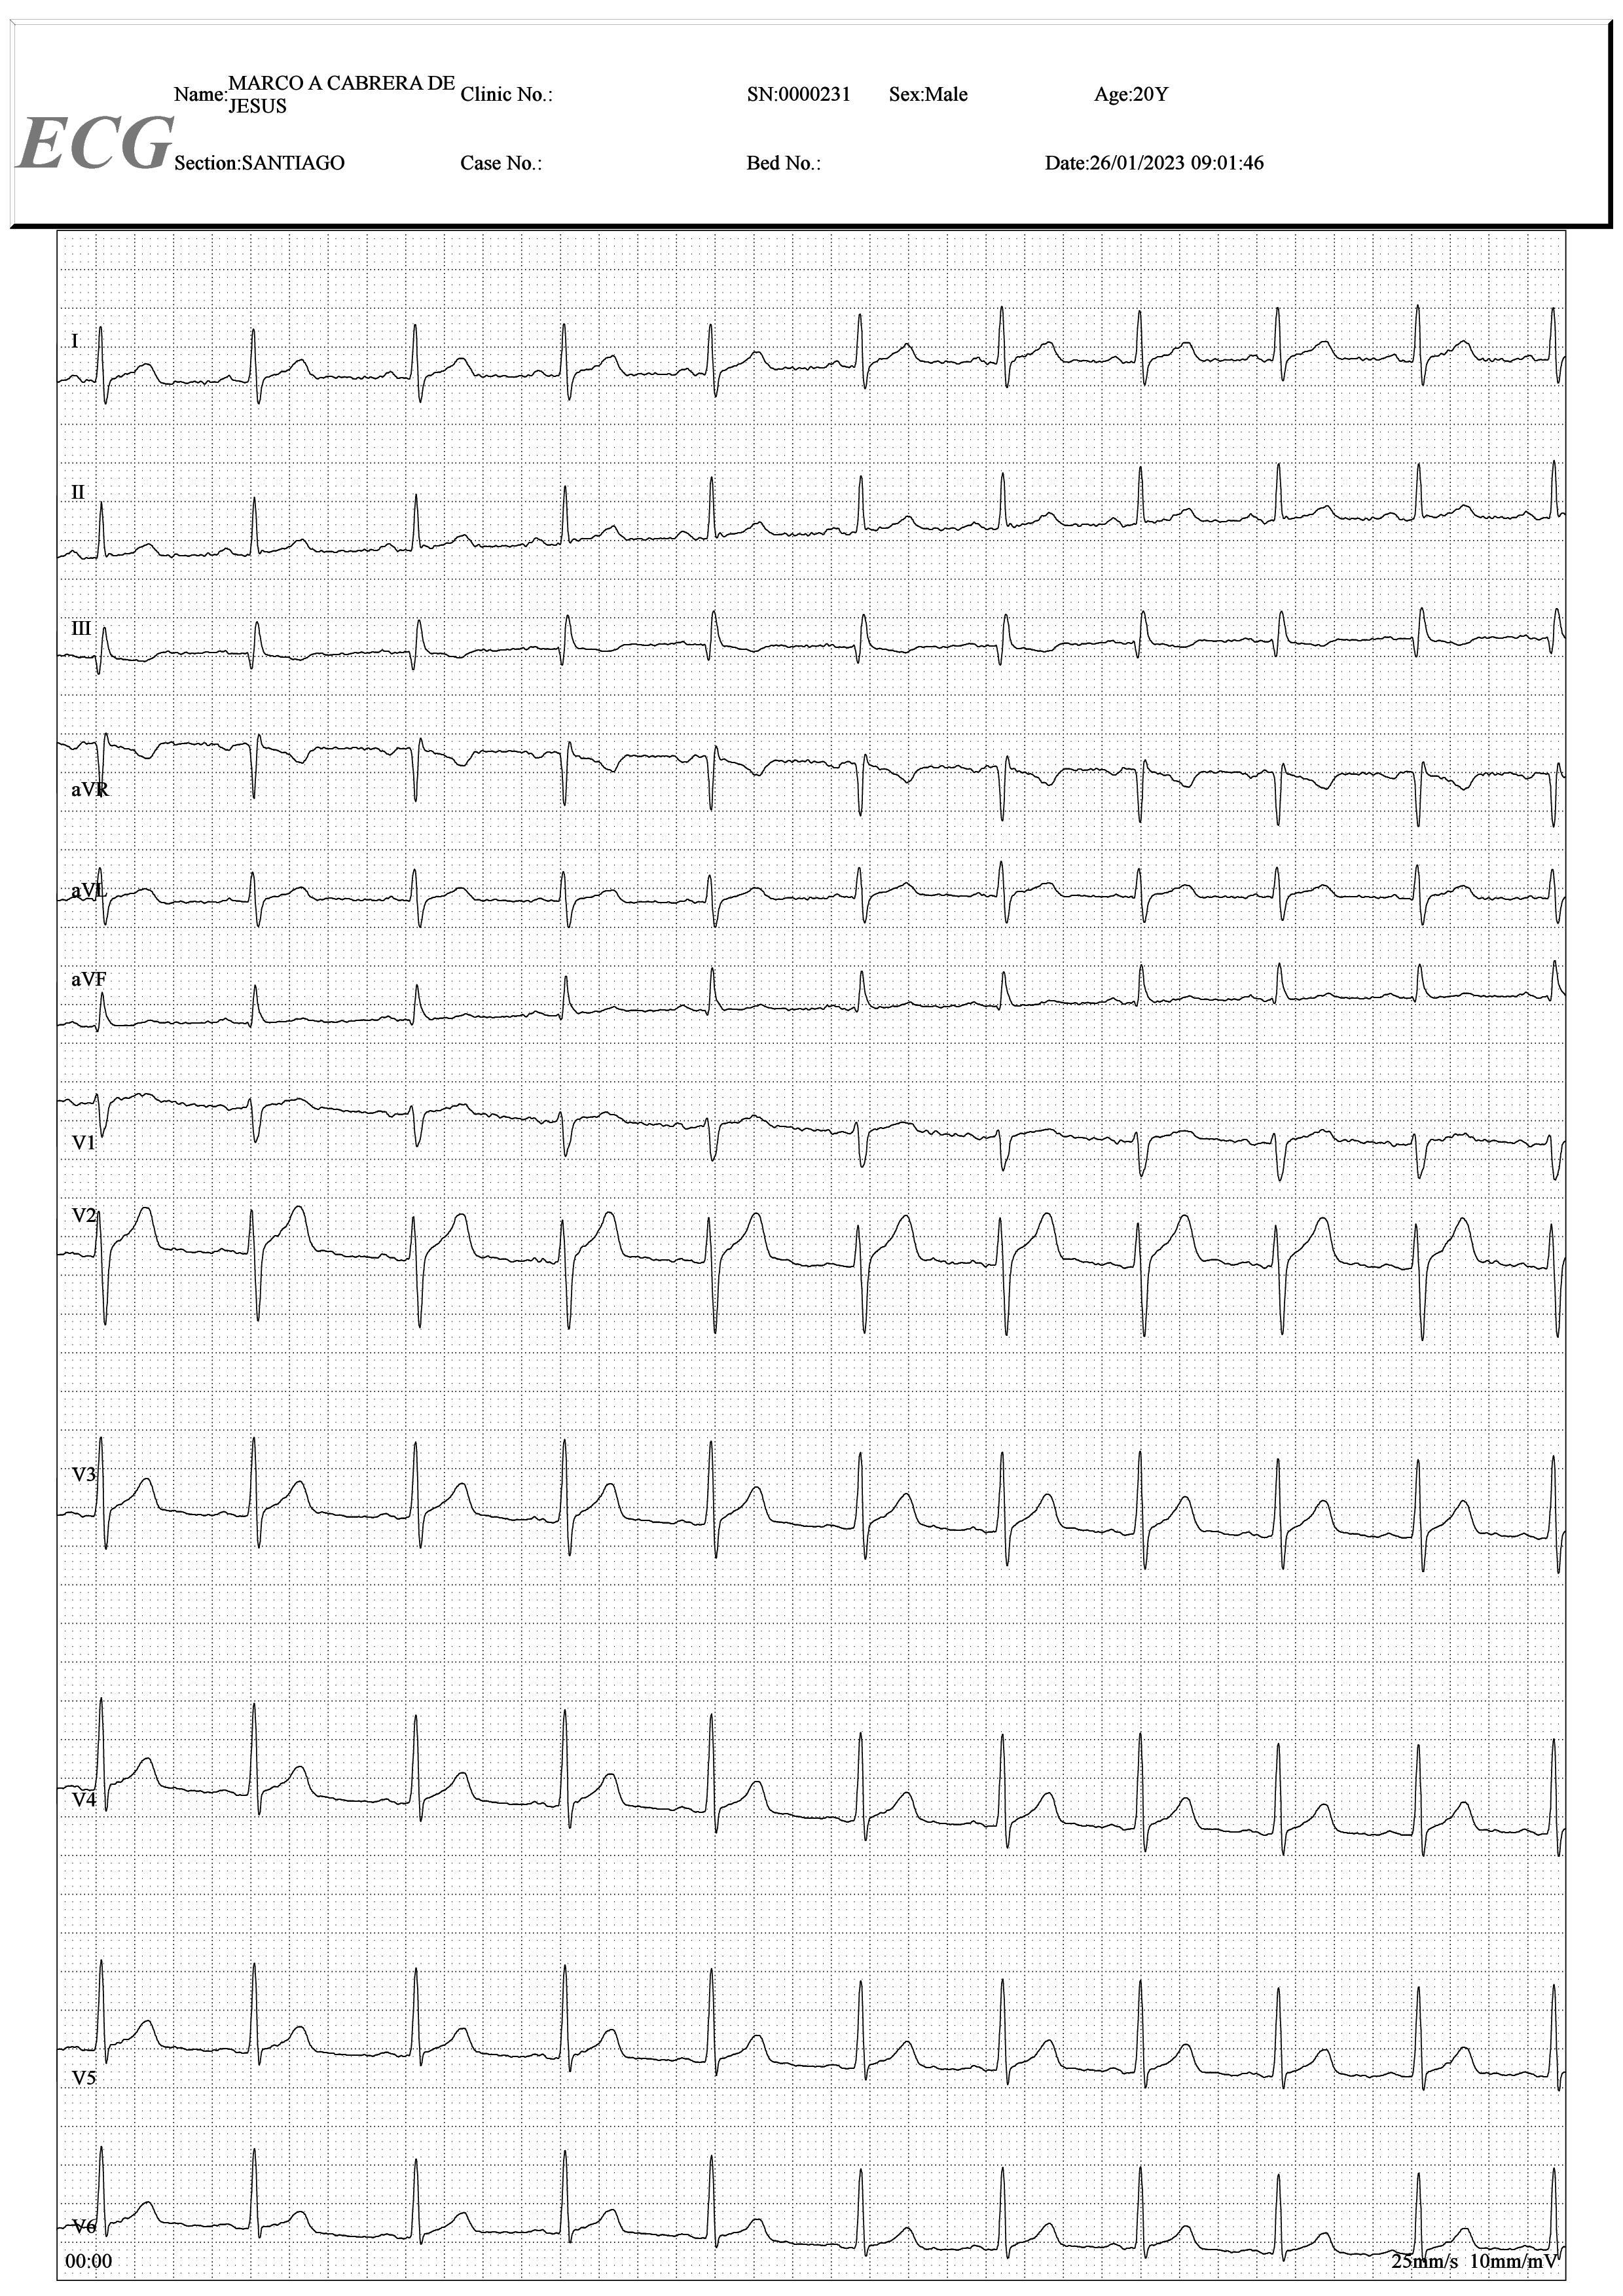 ECG
Name:MARCO A CABRERA DE JESUS Clinic No.: SN:0000231 Sex:Male Age:20Y
Section:SANTIAGO Case No.: Bed No.: Date:26/01/2023 09:01:46
I
II
III
aVR
aVL
aVF
V1
V2
V3
V4
V5
V6
00:00 25mm/s 10mm/mV